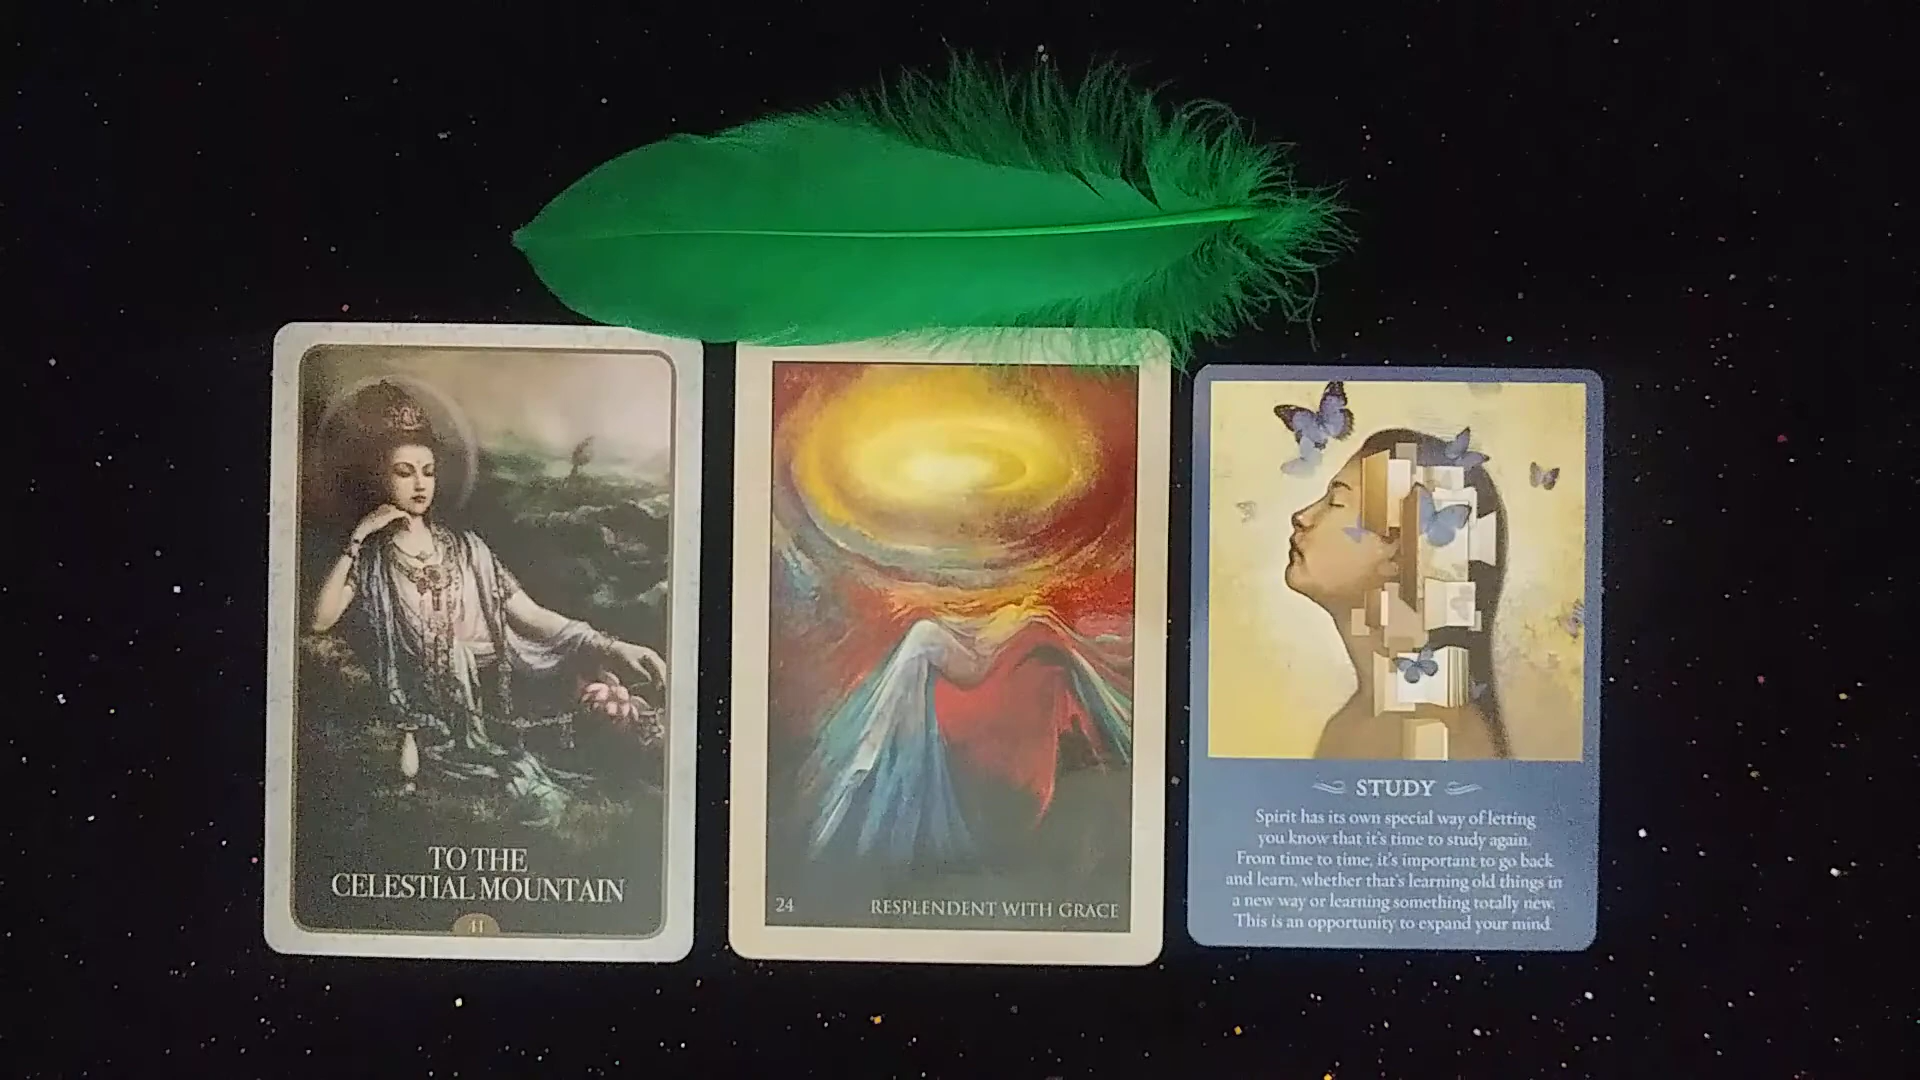 TO THE
CELESTIAL MOUNTAIN
41
24
RESPLENDENT WITH GRACE
STUDY
Spirit has its own special way of letting
you know that it's time to study again.
From time to time, it's important to go back
and learn, whether that's learning old things in
a new way or learning something totally new.
This is an opportunity to expand your mind.